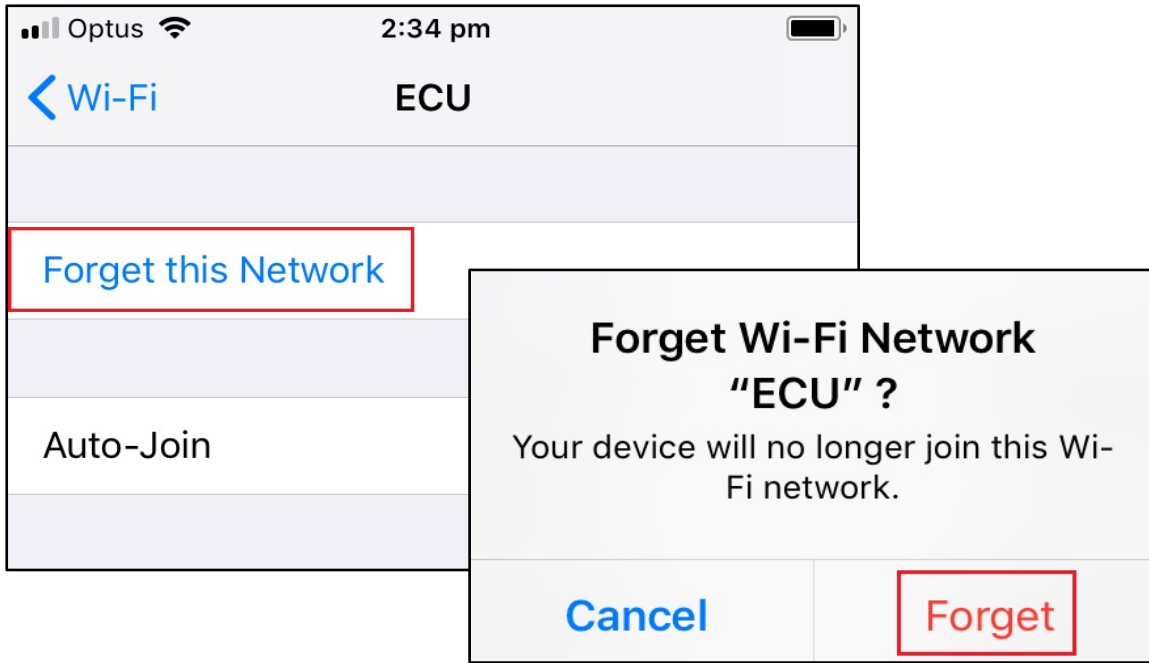 Optus 2:34 pm
Wi-Fi ECU
Forget this Network
Auto-Join
Forget Wi-Fi Network
“ECU” ?
Your device will no longer join this Wi-
Fi network.
Cancel Forget